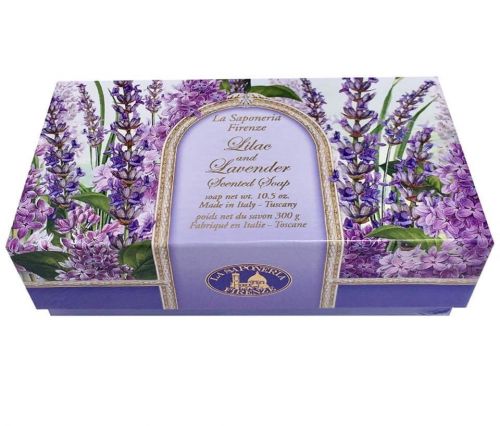 La Saponeria
Firenze
Lilac
and
Lavender
Scented Soap
soap net wt. 10.5 oz.
Made in Italy - Tuscany
poids net du savon 300 g
Fabriqué en Italie - Toscane
LA SAPONERIA
FIRENZE